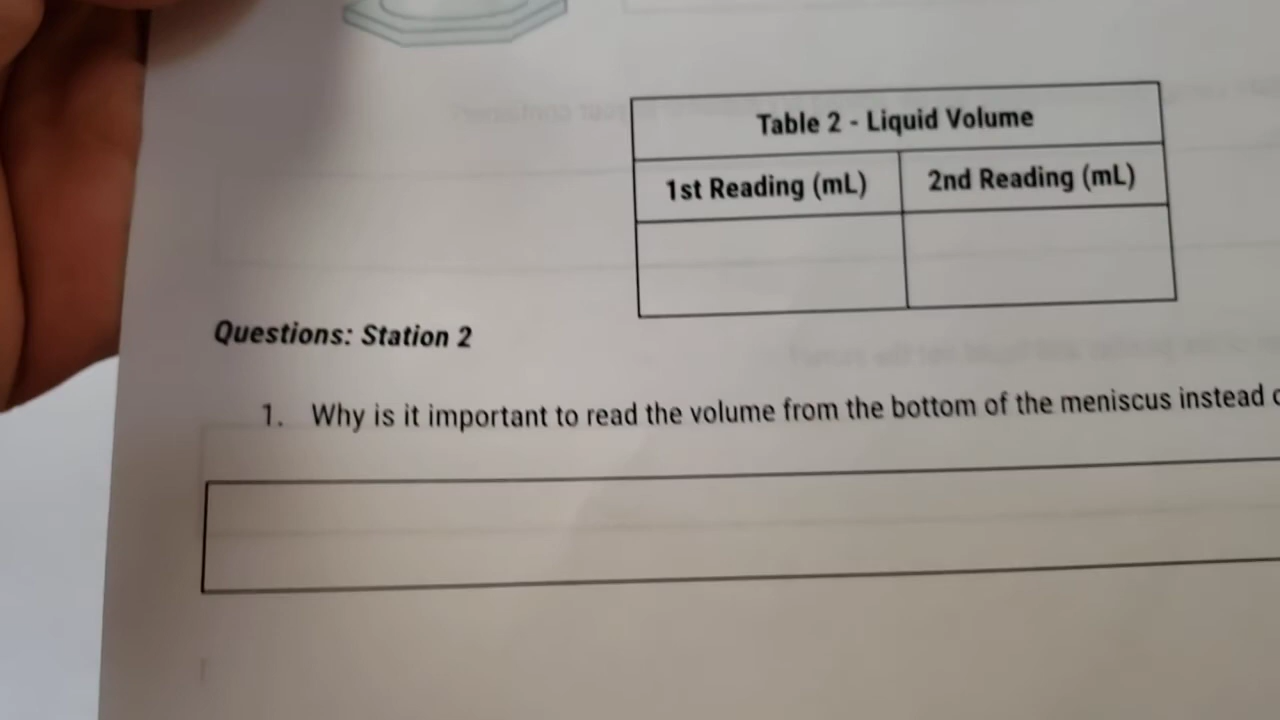 Table 2 - Liquid Volume
1st Reading (mL) 2nd Reading (mL)
Questions: Station 2
1. Why is it important to read the volume from the bottom of the meniscus instead